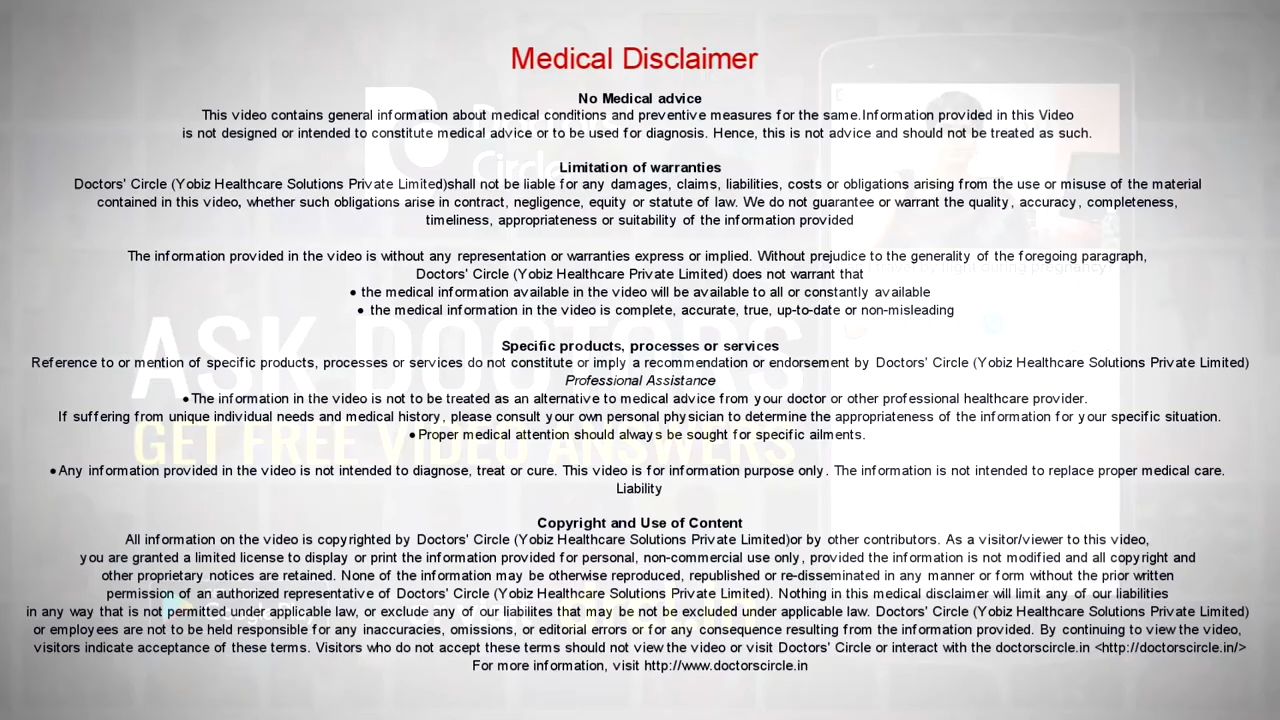 Medical Disclaimer
No Medical advice
This video contains general information about medical conditions and preventive measures for the same.Information provided in this Video
is not designed or intended to constitute medical advice or to be used for diagnosis. Hence, this is not advice and should not be treated as such.
Limitation of warranties
Doctors' Circle (Yobiz Healthcare Solutions Private Limited)shall not be liable for any damages, claims, liabilities, costs or obligations arising from the use or misuse of the material
contained in this video, whether such obligations arise in contract, negligence, equity or statute of law. We do not guarantee or warrant the quality, accuracy, completeness,
timeliness, appropriateness or suitability of the information provided
The information provided in the video is without any representation or warranties express or implied. Without prejudice to the generality of the foregoing paragraph,
Doctors' Circle (Yobiz Healthcare Private Limited) does not warrant that
• the medical information available in the video will be available to all or constantly available
• the medical information in the video is complete, accurate, true, up-to-date or non-misleading
Specific products, processes or services
Reference to or mention of specific products, processes or services do not constitute or imply a recommendation or endorsement by Doctors' Circle (Yobiz Healthcare Solutions Private Limited)
Professional Assistance
•The information in the video is not to be treated as an alternative to medical advice from your doctor or other professional healthcare provider.
If suffering from unique individual needs and medical history, please consult your own personal physician to determine the appropriateness of the information for your specific situation.
•Proper medical attention should always be sought for specific ailments.
•Any information provided in the video is not intended to diagnose, treat or cure. This video is for information purpose only. The information is not intended to replace proper medical care.
Liability
Copyright and Use of Content
All information on the video is copyrighted by Doctors' Circle (Yobiz Healthcare Solutions Private Limited)or by other contributors. As a visitor/viewer to this video,
you are granted a limited license to display or print the information provided for personal, non-commercial use only, provided the information is not modified and all copyright and
other proprietary notices are retained. None of the information may be otherwise reproduced, republished or re-disseminated in any manner or form without the prior written
permission of an authorized representative of Doctors' Circle (Yobiz Healthcare Solutions Private Limited). Nothing in this medical disclaimer will limit any of our liabilities
in any way that is not permitted under applicable law, or exclude any of our liabilites that may be not be excluded under applicable law. Doctors' Circle (Yobiz Healthcare Solutions Private Limited)
or employees are not to be held responsible for any inaccuracies, omissions, or editorial errors or for any consequence resulting from the information provided. By continuing to view the video,
visitors indicate acceptance of these terms. Visitors who do not accept these terms should not view the video or visit Doctors' Circle or interact with the doctorscircle.in <http://doctorscircle.in/>
For more information, visit http://www.doctorscircle.in
ASK DOCTORS
GET FREE VIDEO ANSWERS
Google Play